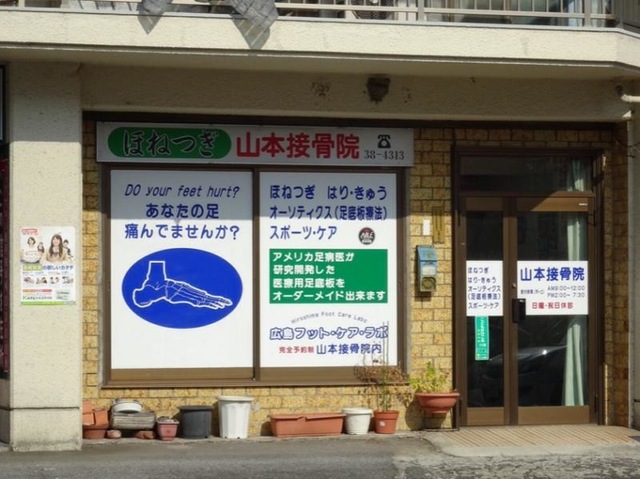 ほねつぎ 山本接骨院 38-4313
DO your feet hurt?
あなたの足
痛んでませんか?
ほねつぎ はり・きゅう
オーソティクス(足底板療法)
スポーツ・ケア
アメリカ足病医が
研究開発した
医療用足底板を
オーダーメイド出来ます
Hiroshima Foot Care Labo
広島フット・ケア・ラボ
完全予約制 山本接骨院内
ほねつぎ
はり・きゅう
オーソティクス
(足底板療法)
スポーツ・ケア
山本接骨院
AM9:00~12:00
PM2:00~7:30
日曜・祝日休診